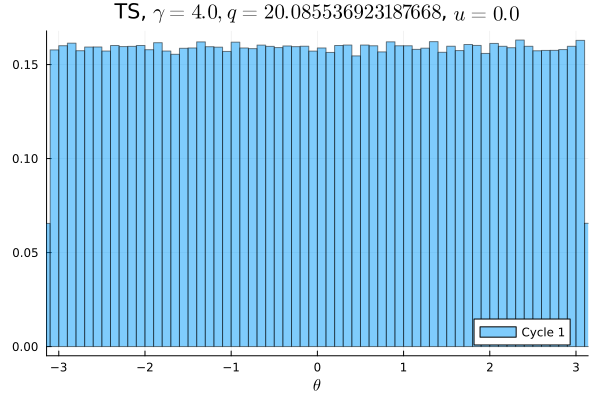 TS, γ = 4.0, q = 20.085536923187668, u = 0.0
0.15
0.10
0.05
0.00
Cycle 1
−3 −2 −1 0 1 2 3
θ